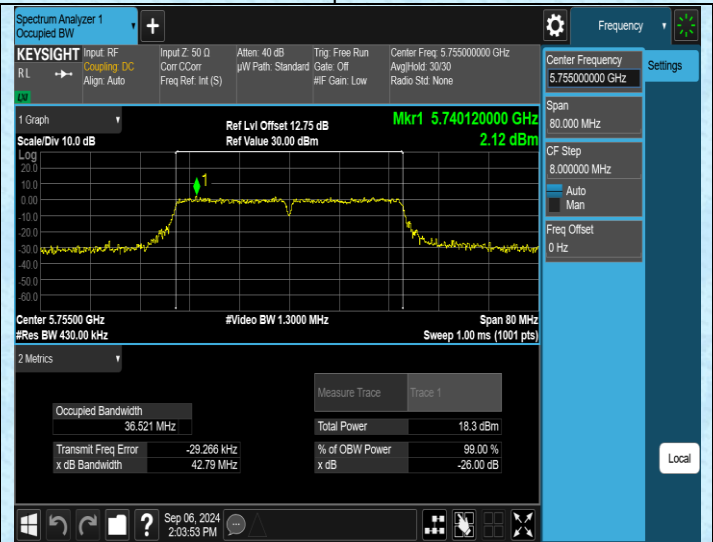 Spectrum Analyzer 1
Occupied BW
Frequency
KEYSIGHT
RL
LXI
Input: RF
Coupling: DC
Align: Auto
Input Z: 50 Ω
Corr CCorr
Freq Ref: Int (S)
Atten: 40 dB
µW Path: Standard
Trig: Free Run
Gate: Off
#IF Gain: Low
Center Freq: 5.755000000 GHz
Avg|Hold: 30/30
Radio Std: None
Center Frequency
5.755000000 GHz
Settings
Span
80.000 MHz
CF Step
8.000000 MHz
Auto
Man
Freq Offset
0 Hz
1 Graph
Scale/Div 10.0 dB
Ref Lvl Offset 12.75 dB
Ref Value 30.00 dBm
Mkr1 5.740120000 GHz
2.12 dBm
Log
20.0
10.0
0.00
-10.0
-20.0
-30.0
-40.0
-50.0
-60.0
1
Center 5.75500 GHz
#Video BW 1.3000 MHz
Span 80 MHz
#Res BW 430.00 kHz
Sweep 1.00 ms (1001 pts)
2 Metrics
Measure Trace
Trace 1
Occupied Bandwidth
36.521 MHz
Total Power
18.3 dBm
Transmit Freq Error
-29.266 kHz
% of OBW Power
99.00 %
x dB Bandwidth
42.79 MHz
x dB
-26.00 dB
Local
?
Sep 06, 2024
2:03:53 PM